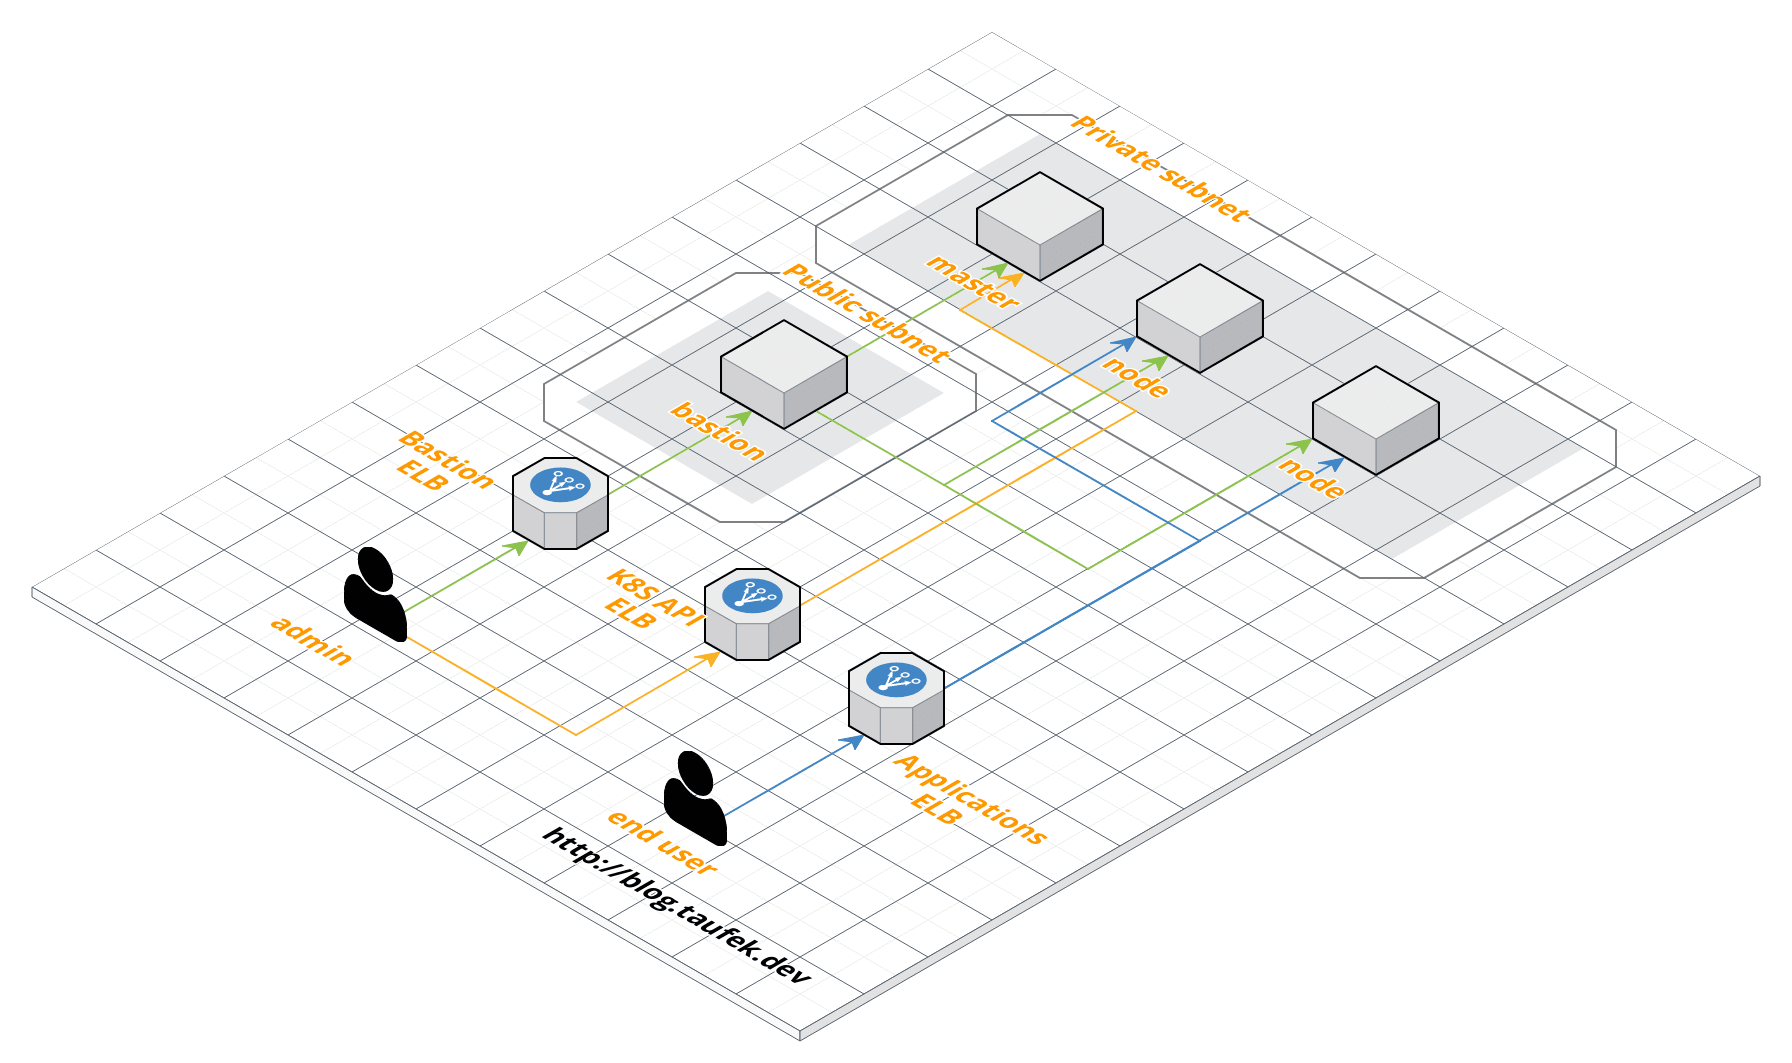 Private subnet
master
Public subnet
node
bastion
node
Bastion
ELB
K8S API
ELB
admin
Applications
ELB
end user
http://blog.taufek.dev